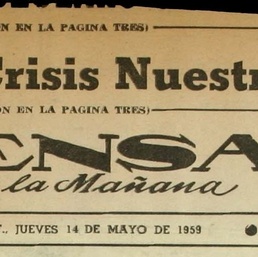 ON EN LA PAGINA TRES)
Crisis Nuestr
ON EN LA PAGINA TRES)
ENSA
la Mañana
Y., JUEVES 14 DE MAYO DE 1959